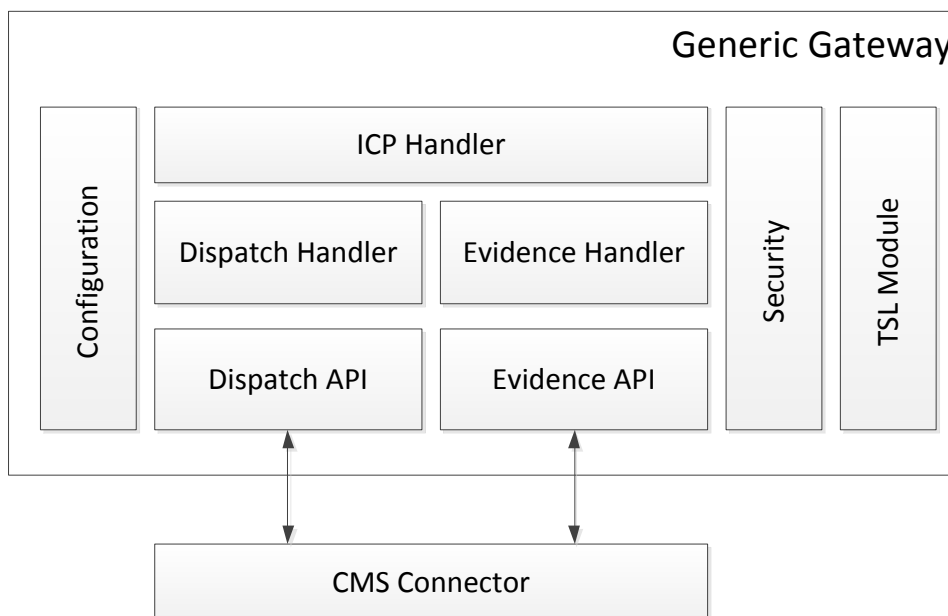 Generic Gateway
Configuration
ICP Handler
Dispatch Handler
Evidence Handler
Dispatch API
Evidence API
Security
TSL Module
CMS Connector